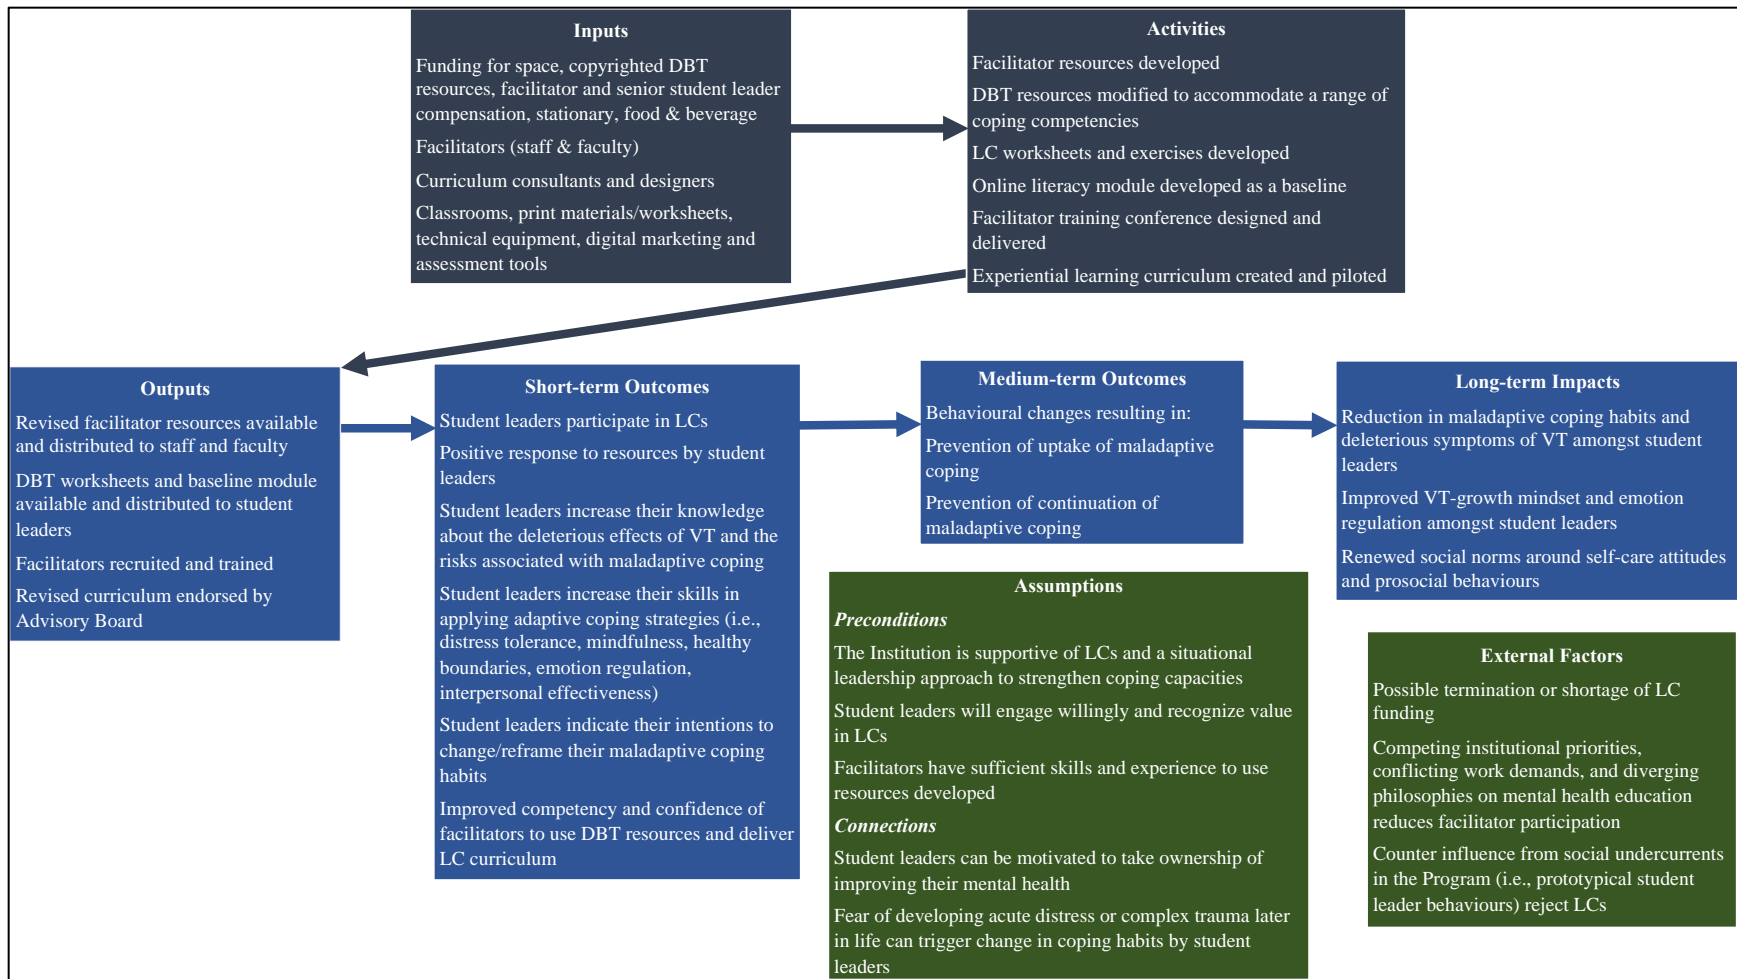 Inputs
Funding for space, copyrighted DBT
resources, facilitator and senior student leader
compensation, stationary, food & beverage
Facilitators (staff & faculty)
Curriculum consultants and designers
Classrooms, print materials/worksheets,
technical equipment, digital marketing and
assessment tools
Activities
Facilitator resources developed
DBT resources modified to accommodate a range of
coping competencies
LC worksheets and exercises developed
Online literacy module developed as a baseline
Facilitator training conference designed and
delivered
Experiential learning curriculum created and piloted
Outputs
Revised facilitator resources available
and distributed to staff and faculty
DBT worksheets and baseline module
available and distributed to student
leaders
Facilitators recruited and trained
Revised curriculum endorsed by
Advisory Board
Short-term Outcomes
Student leaders participate in LCs
Positive response to resources by student
leaders
Student leaders increase their knowledge
about the deleterious effects of VT and the
risks associated with maladaptive coping
Student leaders increase their skills in
applying adaptive coping strategies (i.e.,
distress tolerance, mindfulness, healthy
boundaries, emotion regulation,
interpersonal effectiveness)
Student leaders indicate their intentions to
change/reframe their maladaptive coping
habits
Improved competency and confidence of
facilitators to use DBT resources and deliver
LC curriculum
Medium-term Outcomes
Behavioural changes resulting in:
Prevention of uptake of maladaptive
coping
Prevention of continuation of
maladaptive coping
Long-term Impacts
Reduction in maladaptive coping habits and
deleterious symptoms of VT amongst student
leaders
Improved VT-growth mindset and emotion
regulation amongst student leaders
Renewed social norms around self-care attitudes
and prosocial behaviours
Assumptions
Preconditions
The Institution is supportive of LCs and a situational
leadership approach to strengthen coping capacities
Student leaders will engage willingly and recognize value
in LCs
Facilitators have sufficient skills and experience to use
resources developed
Connections
Student leaders can be motivated to take ownership of
improving their mental health
Fear of developing acute distress or complex trauma later
in life can trigger change in coping habits by student
leaders
External Factors
Possible termination or shortage of LC
funding
Competing institutional priorities,
conflicting work demands, and diverging
philosophies on mental health education
reduces facilitator participation
Counter influence from social undercurrents
in the Program (i.e., prototypical student
leader behaviours) reject LCs